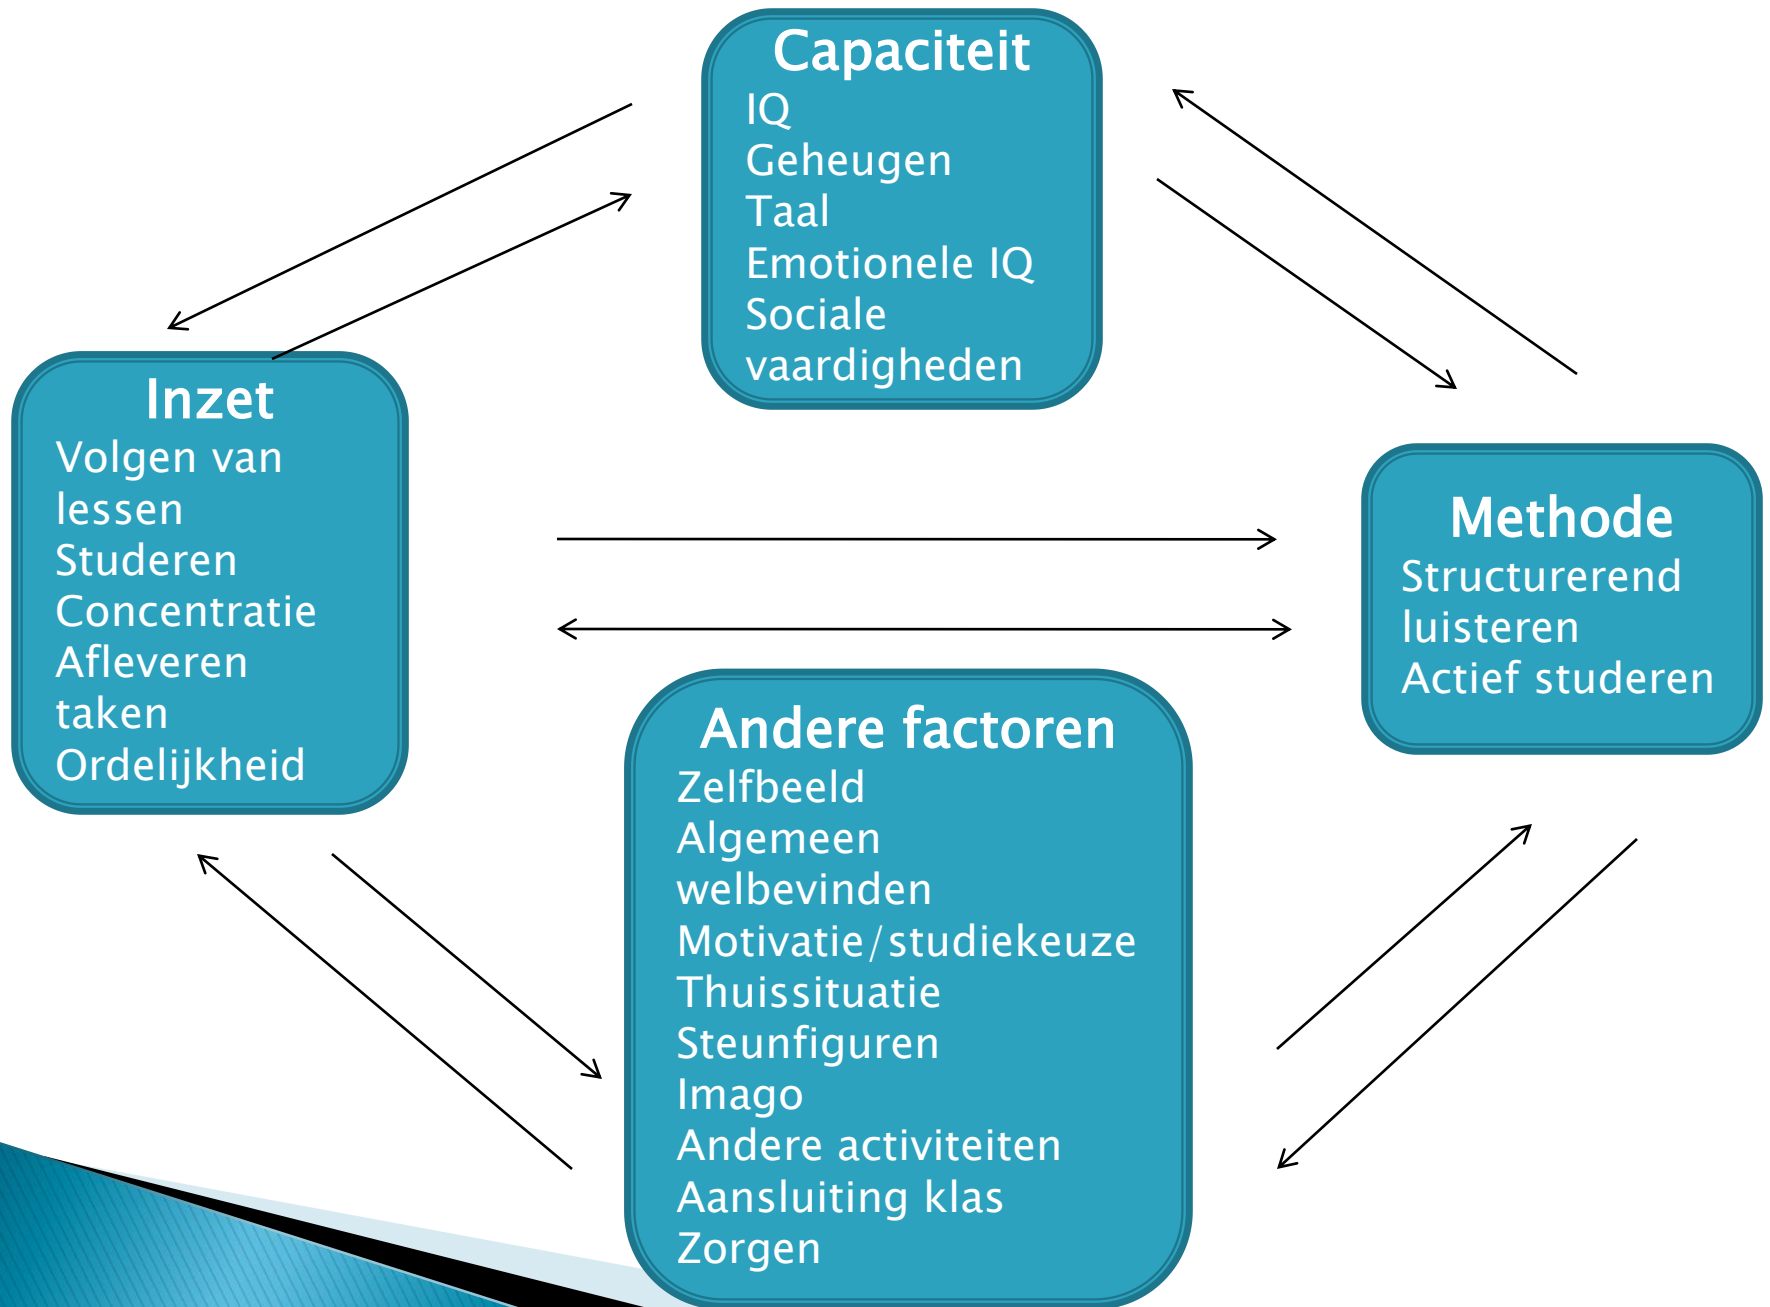 Capaciteit
IQ
Geheugen
Taal
Emotionele IQ
Sociale
vaardigheden
Inzet
Volgen van
lessen
Studeren
Concentratie
Afleveren
taken
Ordelijkheid
Methode
Structurerend
luisteren
Actief studeren
Andere factoren
Zelfbeeld
Algemeen
welbevinden
Motivatie/studiekeuze
Thuissituatie
Steunfiguren
Imago
Andere activiteiten
Aansluiting klas
Zorgen